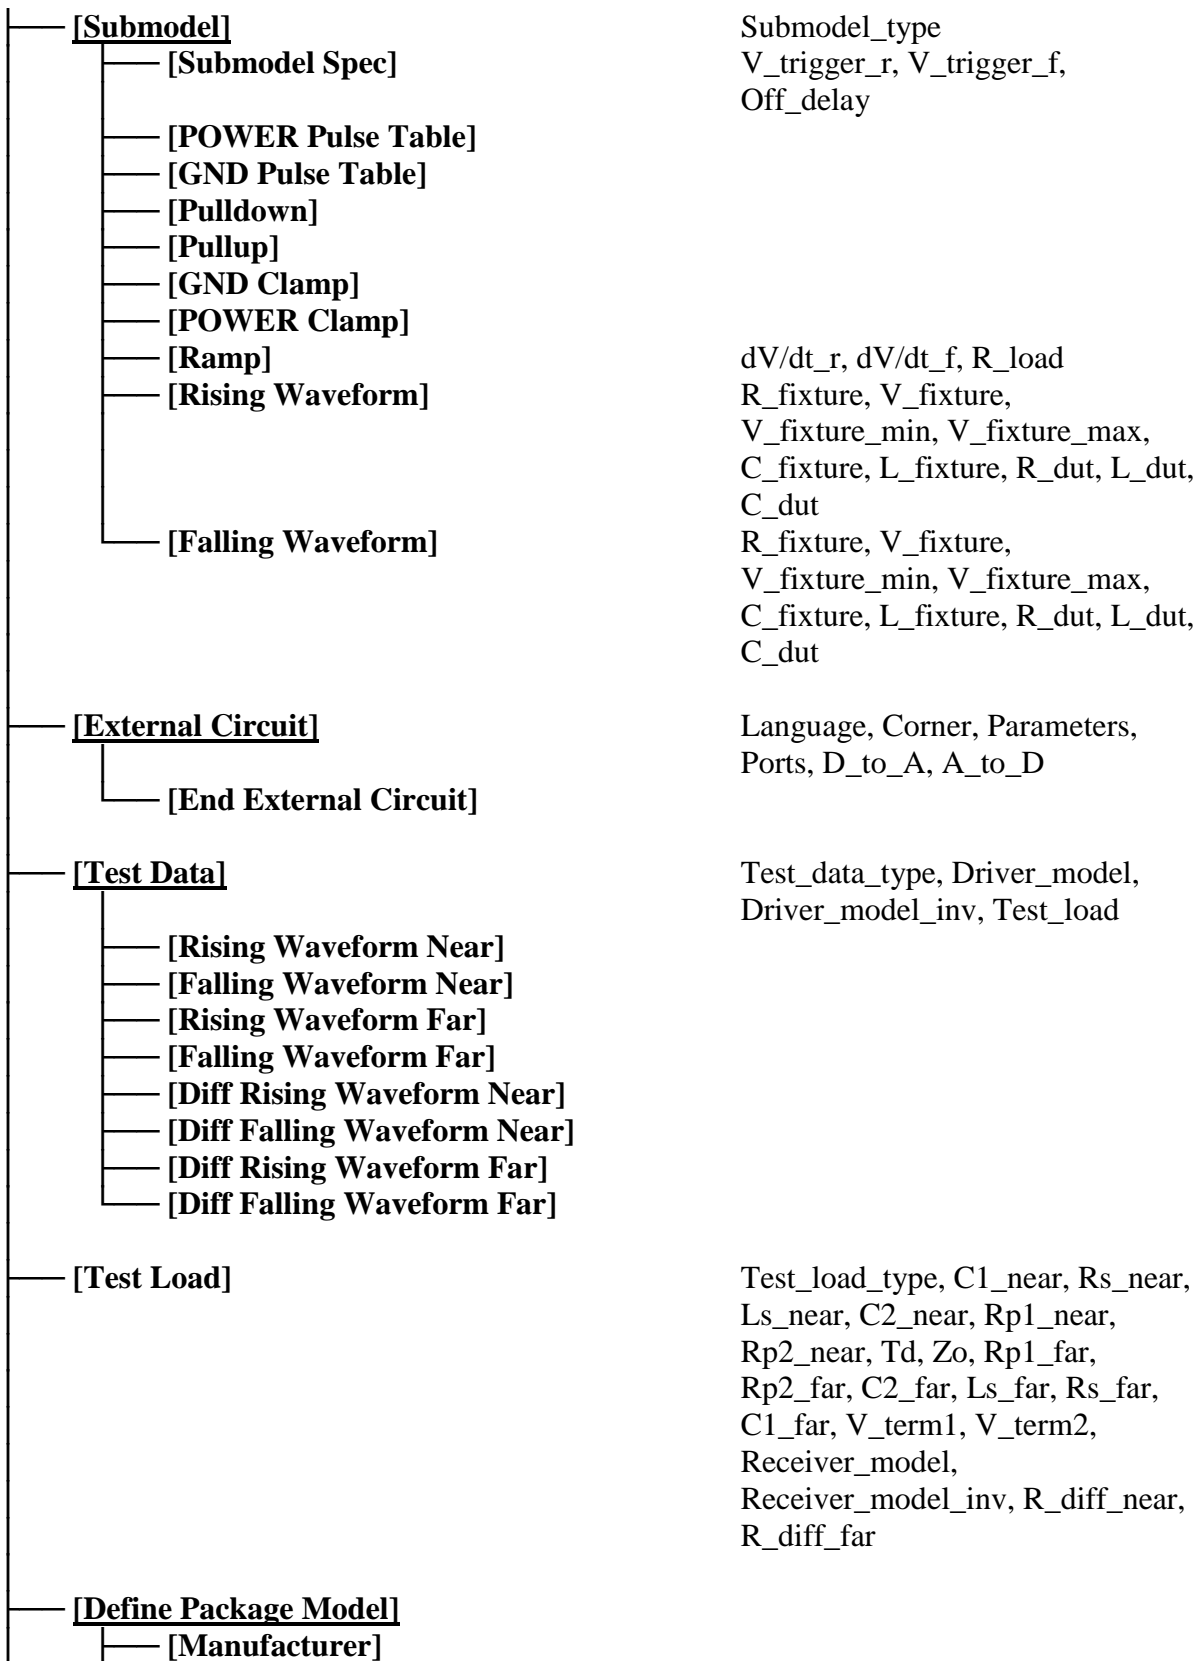 [Submodel] Submodel_type
[Submodel Spec] V_trigger_r, V_trigger_f,
Off_delay
[POWER Pulse Table]
[GND Pulse Table]
[Pulldown]
[Pullup]
[GND Clamp]
[POWER Clamp]
[Ramp] dV/dt_r, dV/dt_f, R_load
[Rising Waveform] R_fixture, V_fixture,
V_fixture_min, V_fixture_max,
C_fixture, L_fixture, R_dut, L_dut,
C_dut
[Falling Waveform] R_fixture, V_fixture,
V_fixture_min, V_fixture_max,
C_fixture, L_fixture, R_dut, L_dut,
C_dut
[External Circuit] Language, Corner, Parameters,
Ports, D_to_A, A_to_D
[End External Circuit]
[Test Data] Test_data_type, Driver_model,
Driver_model_inv, Test_load
[Rising Waveform Near]
[Falling Waveform Near]
[Rising Waveform Far]
[Falling Waveform Far]
[Diff Rising Waveform Near]
[Diff Falling Waveform Near]
[Diff Rising Waveform Far]
[Diff Falling Waveform Far]
[Test Load] Test_load_type, C1_near, Rs_near,
Ls_near, C2_near, Rp1_near,
Rp2_near, Td, Zo, Rp1_far,
Rp2_far, C2_far, Ls_far, Rs_far,
C1_far, V_term1, V_term2,
Receiver_model,
Receiver_model_inv, R_diff_near,
R_diff_far
[Define Package Model]
[Manufacturer]